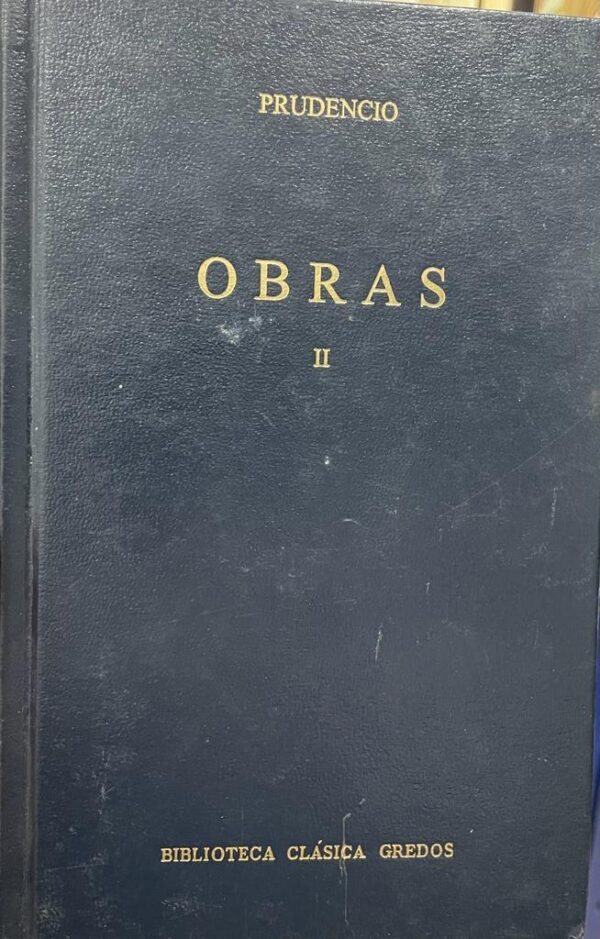 PRUDENCIO
OBRAS
II
BIBLIOTECA CLÁSICA GREDOS